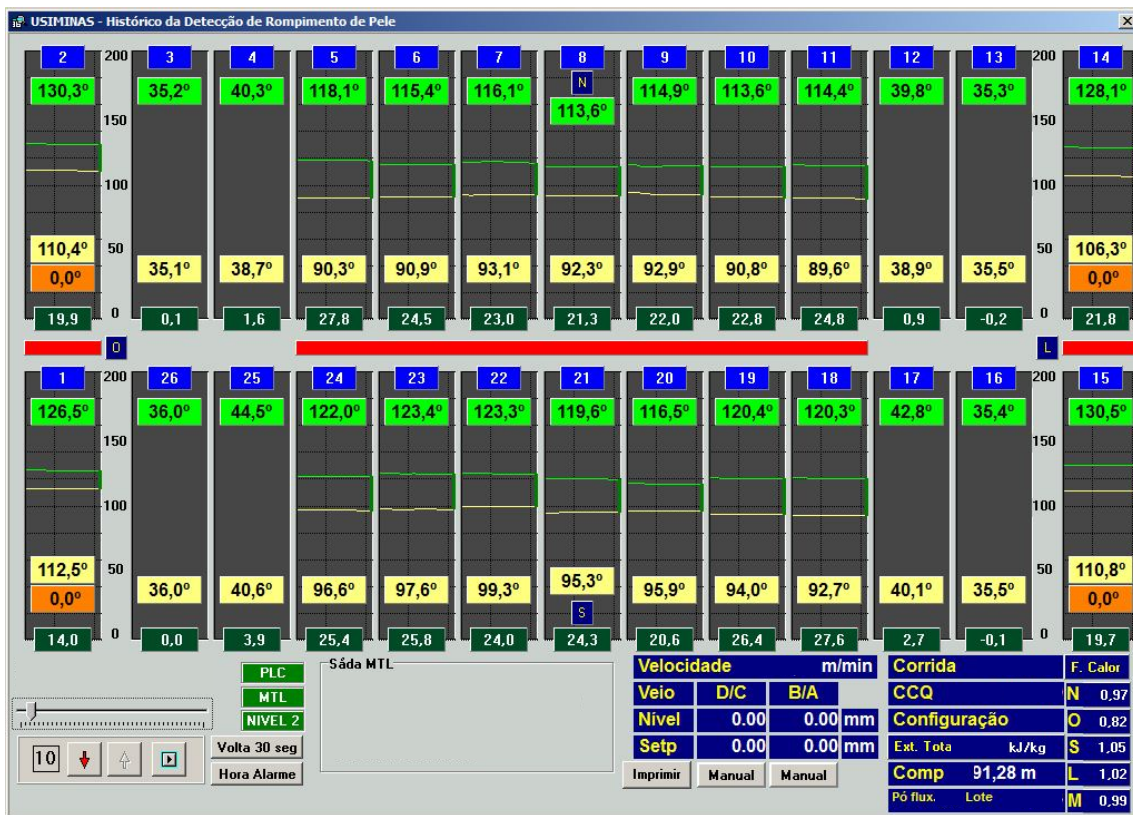 USIMINAS - Histórico da Detecção de Rompimento de Pele
2 200 3 4 5 6 7 8 9 10 11 12 13 200 14
130,3º 35,2º 40,3º 118,1º 115,4º 116,1º N 114,9º 113,6º 114,4º 39,8º 35,3º 128,1º
113,6º
150 150
100 100
110,4º 50 50 106,3º
0,0º 35,1º 38,7º 90,3º 90,9º 93,1º 92,3º 92,9º 90,8º 89,6º 38,9º 35,5º 0,0º
19,9 0 0,1 1,6 27,8 24,5 23,0 21,3 22,0 22,8 24,8 0,9 -0,2 0 21,8
O L
1 200 26 25 24 23 22 21 20 19 18 17 16 200 15
126,5º 36,0º 44,5º 122,0º 123,4º 123,3º 119,6º 116,5º 120,4º 120,3º 42,8º 35,4º 130,5º
150 150
100 100
112,5º 50 95,3º 50 110,8º
0,0º 36,0º 40,6º 96,6º 97,6º 99,3º 95,9º 94,0º 92,7º 40,1º 35,5º 0,0º
S
14,0 0 0,0 3,9 25,4 25,8 24,0 24,3 20,6 26,4 27,6 2,7 -0,1 0 19,7
PLC
MTL
NIVEL 2
10
Volta 30 seg
Hora Alarme
Sáda MTL
Velocidade m/min
Veio D/C B/A
Nível 0.00 0.00 mm
Setp 0.00 0.00 mm
Imprimir Manual Manual
Corrida
CCQ
Configuração
Ext. Tota kJ/kg
Comp 91,28 m
Pó flux. Lote
F. Calor
N 0,97
O 0,82
S 1,05
L 1,02
M 0,99